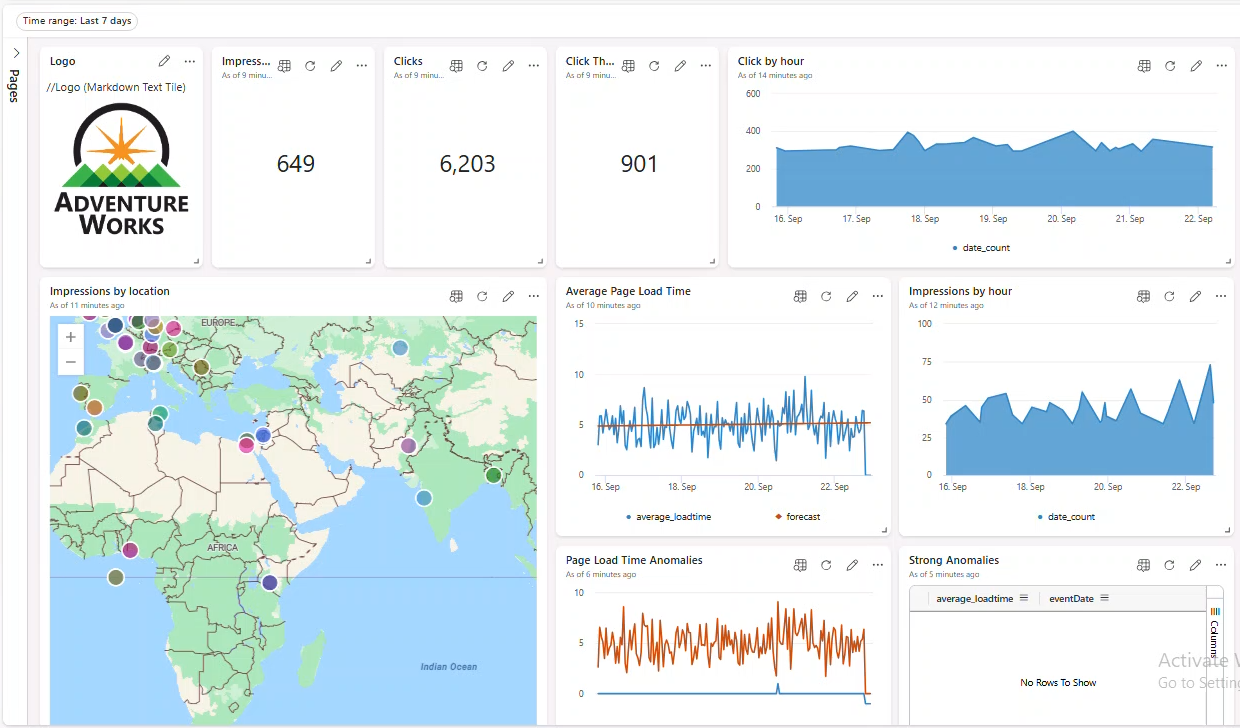 Time range: Last 7 days
Pages
Logo
//Logo (Markdown Text Tile)
ADVENTURE
WORKS
Impress...
As of 9 minu...
649
Clicks
As of 9 minu...
6,203
Click Th...
As of 9 minu...
901
Click by hour
As of 14 minutes ago
600
400
200
0
16. Sep 17. Sep 18. Sep 19. Sep 20. Sep 21. Sep 22. Sep
date_count
Impressions by location
As of 11 minutes ago
+
−
EUROPE
AFRICA
Indian Ocean
Average Page Load Time
As of 10 minutes ago
15
10
5
0
16. Sep 18. Sep 20. Sep 22. Sep
average_loadtime forecast
Impressions by hour
As of 12 minutes ago
100
75
50
25
0
16. Sep 18. Sep 20. Sep 22. Sep
date_count
Page Load Time Anomalies
As of 6 minutes ago
10
5
0
Strong Anomalies
As of 5 minutes ago
average_loadtime eventDate
Columns
No Rows To Show
Activate
Go to Setting